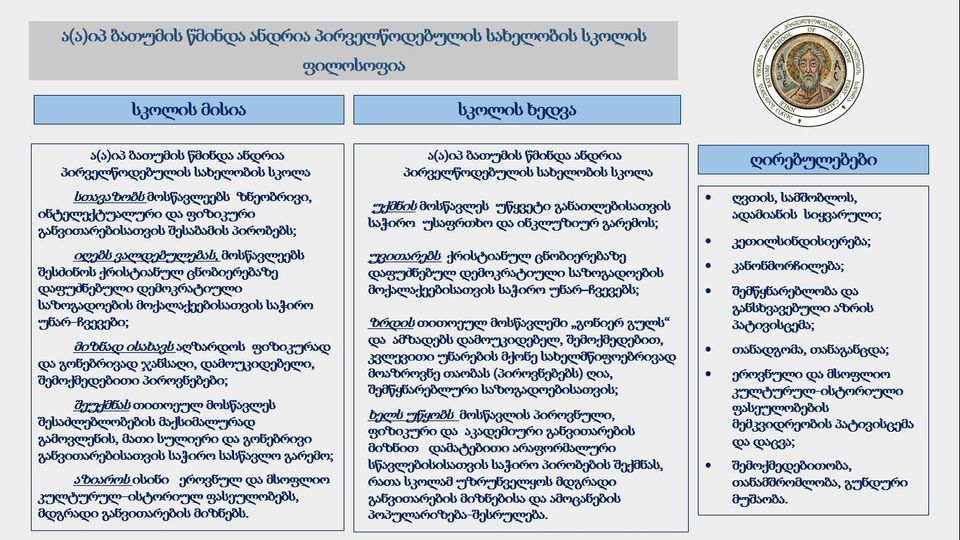 ა(ა)იპ ბათუმის წმინდა ანდრია პირველწოდებულის სახელობის სკოლის
ფილოსოფია
სკოლის მისია
ა(ა)იპ ბათუმის წმინდა ანდრია
პირველწოდებულის სახელობის სკოლა
სთავაზობს მოსწავლეებს ზნეობრივი,
ინტელექტუალური და ფიზიკური
განვითარებისათვის შესაბამის პირობებს;
იღებს ვალდებულებას, მოსწავლეებს
შესძინოს ქრისტიანულ ცნობიერებაზე
დაფუძნებული დემოკრატიული
საზოგადოების მოქალაქეებისათვის საჭირო
უნარ–ჩვევები;
მიზნად ისახავს აღზარდოს ფიზიკურად
და გონებრივად ჯანსაღი, დამოუკიდებელი,
შემოქმედებითი პიროვნებები;
შეუქმნას თითოეულ მოსწავლეს
შესაძლებლობების მაქსიმალურად
გამოვლენის, მათი სულიერი და გონებრივი
განვითარებისათვის საჭირო სასწავლო გარემო;
აზიაროს ისინი ეროვნულ და მსოფლიო
კულტურულ–ისტორიულ ფასეულობებს,
მდგრადი განვითარების მიზნებს.
სკოლის ხედვა
ა(ა)იპ ბათუმის წმინდა ანდრია
პირველწოდებულის სახელობის სკოლა
უქმნის მოსწავლეს უწყვეტი განათლებისათვის
საჭირო უსაფრთხო და ინკლუზიურ გარემოს;
უვითარებს ქრისტიანულ ცნობიერებაზე
დაფუძნებულ დემოკრატიული საზოგადოების
მოქალაქეებისათვის საჭირო უნარ–ჩვევებს;
ზრდის თითოეულ მოსწავლეში „გონიერ გულს“
და ამზადებს დამოუკიდებელ, შემოქმედებით,
კვლევითი უნარების მქონე სახელმწიფოებრივად
მოაზროვნე თაობას (პიროვნებებს) ღია,
შემწყნარებლური საზოგადოებისათვის;
ხელს უწყობს მოსწავლის პიროვნული,
ფიზიკური და აკადემიური განვითარების
მიზნით დამატებითი არაფორმალური
სწავლებისისათვის საჭირო პირობების შექმნას,
რათა სკოლამ უზრუნველყოს მდგრადი
განვითარების მიზნებისა და ამოცანების
პოპულარიზება-შესრულება.
ღირებულებები
• ღვთის, სამშობლოს,
ადამიანის სიყვარული;
• კეთილსინდისიერება;
• კანონმორჩილება;
• შემწყნარებლობა და
განსხვავებული აზრის
პატივისცემა;
• თანადგომა, თანაგანცდა;
• ეროვნული და მსოფლიო
კულტურულ-ისტორიული
ფასეულობების
მემკვიდრეობის პატივისცემა
და დაცვა;
• შემოქმედებითობა,
თანამშრომლობა, გუნდური
მუშაობა.